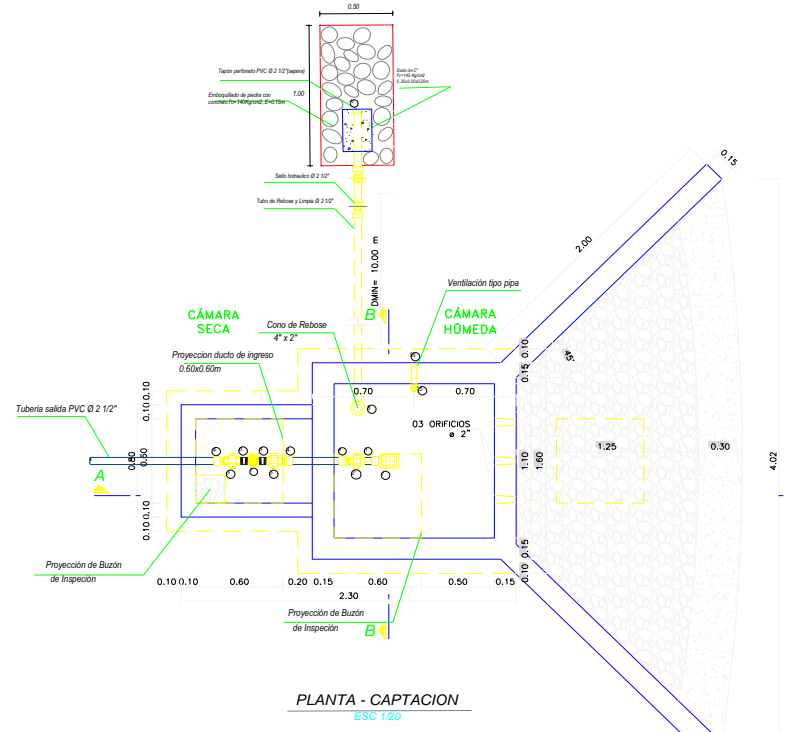 0.50
Tapón perforado PVC Ø 2 1/2"(sapera)
Dado de C°
f'c=140 Kg/cm2
0.30x0.20x0.20m
Emboquillado de piedra con
concreto f'c= 140Kg/cm2, E=0.15m
1.00
Sello hidraulico Ø 2 1/2"
Tubo de Rebose y Limpia Ø 2 1/2"
0.15
2.00
DMIN= 10.00 m
Ventilación tipo pipa
CÁMARA
SECA
Cono de Rebose
4" x 2"
B
CÁMARA
HÚMEDA
Proyeccion ducto de ingreso
0.60x0.60m
0.10
0.15
45°
0.70
0.70
0.10
0.10
Tuberia salida PVC Ø 2 1/2"
03 ORIFICIOS
ø 2"
0.80
0.60
1.10
1.60
1.25
0.30
4.02
A
0.10
0.10
0.15
0.10
Proyección de Buzón
de Inspeción
0.10
0.10
0.60
0.20
0.15
0.60
0.50
0.15
2.30
Proyección de Buzón
de Inspeción
B
PLANTA - CAPTACION
ESC 1/20